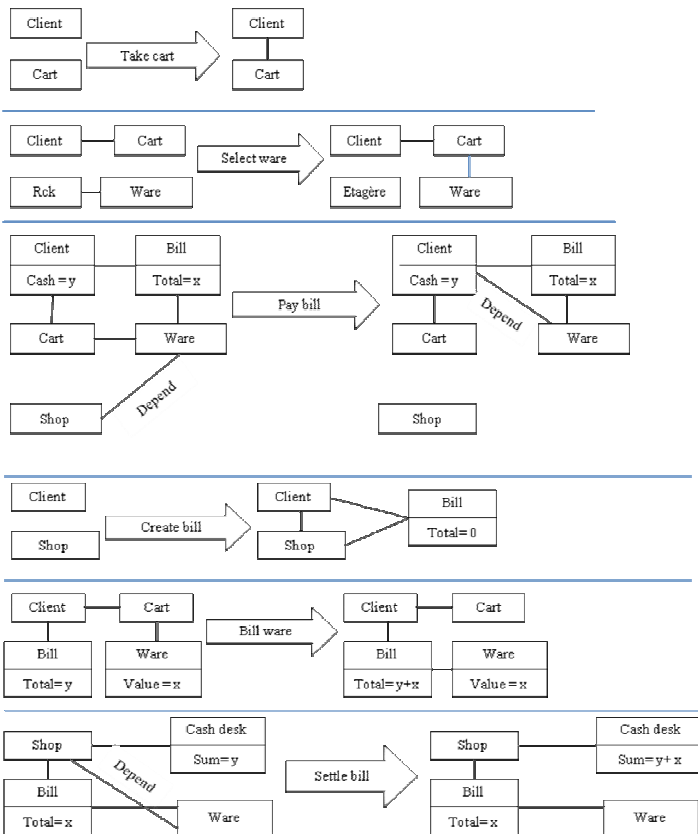 Client
Client
Take cart
Cart
Cart
Client
Cart
Client
Cart
Select ware
Rck
Ware
Etagère
Ware
Client
Bill
Client
Bill
Cash = y
Total= x
Cash = y
Total= x
Pay bill
Depend
Cart
Ware
Cart
Ware
Depend
Shop
Shop
Client
Client
Bill
Create bill
Total= 0
Shop
Shop
Client
Cart
Client
Cart
Bill ware
Bill
Ware
Bill
Ware
Total= y
Value = x
Total= y+x
Value = x
Cash desk
Cash desk
Shop
Shop
Sum= y
Sum= y+ x
Depend
Settle bill
Bill
Bill
Ware
Ware
Total= x
Total= x